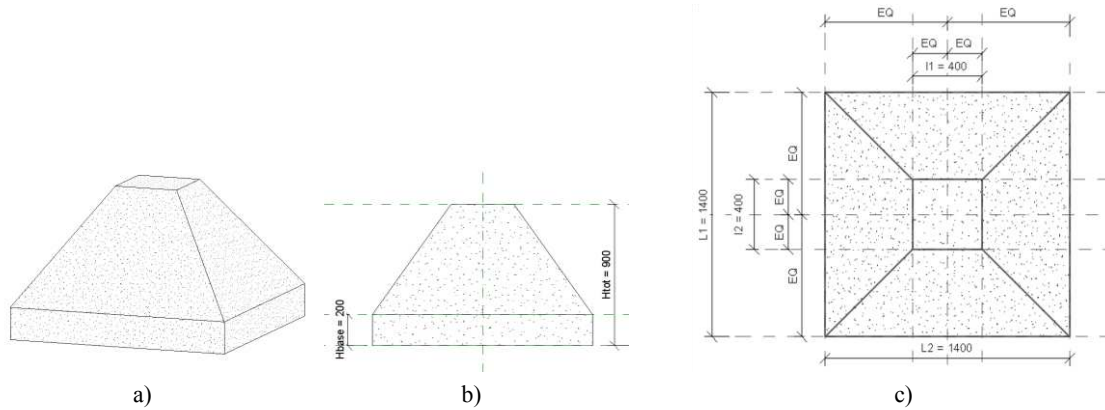 a)
Hbase = 200
Htot = 900
b)
EQ
EQ
EQ
EQ
l1 = 400
L1 = 1400
EQ
l2 = 400
EQ
EQ
EQ
L2 = 1400
c)